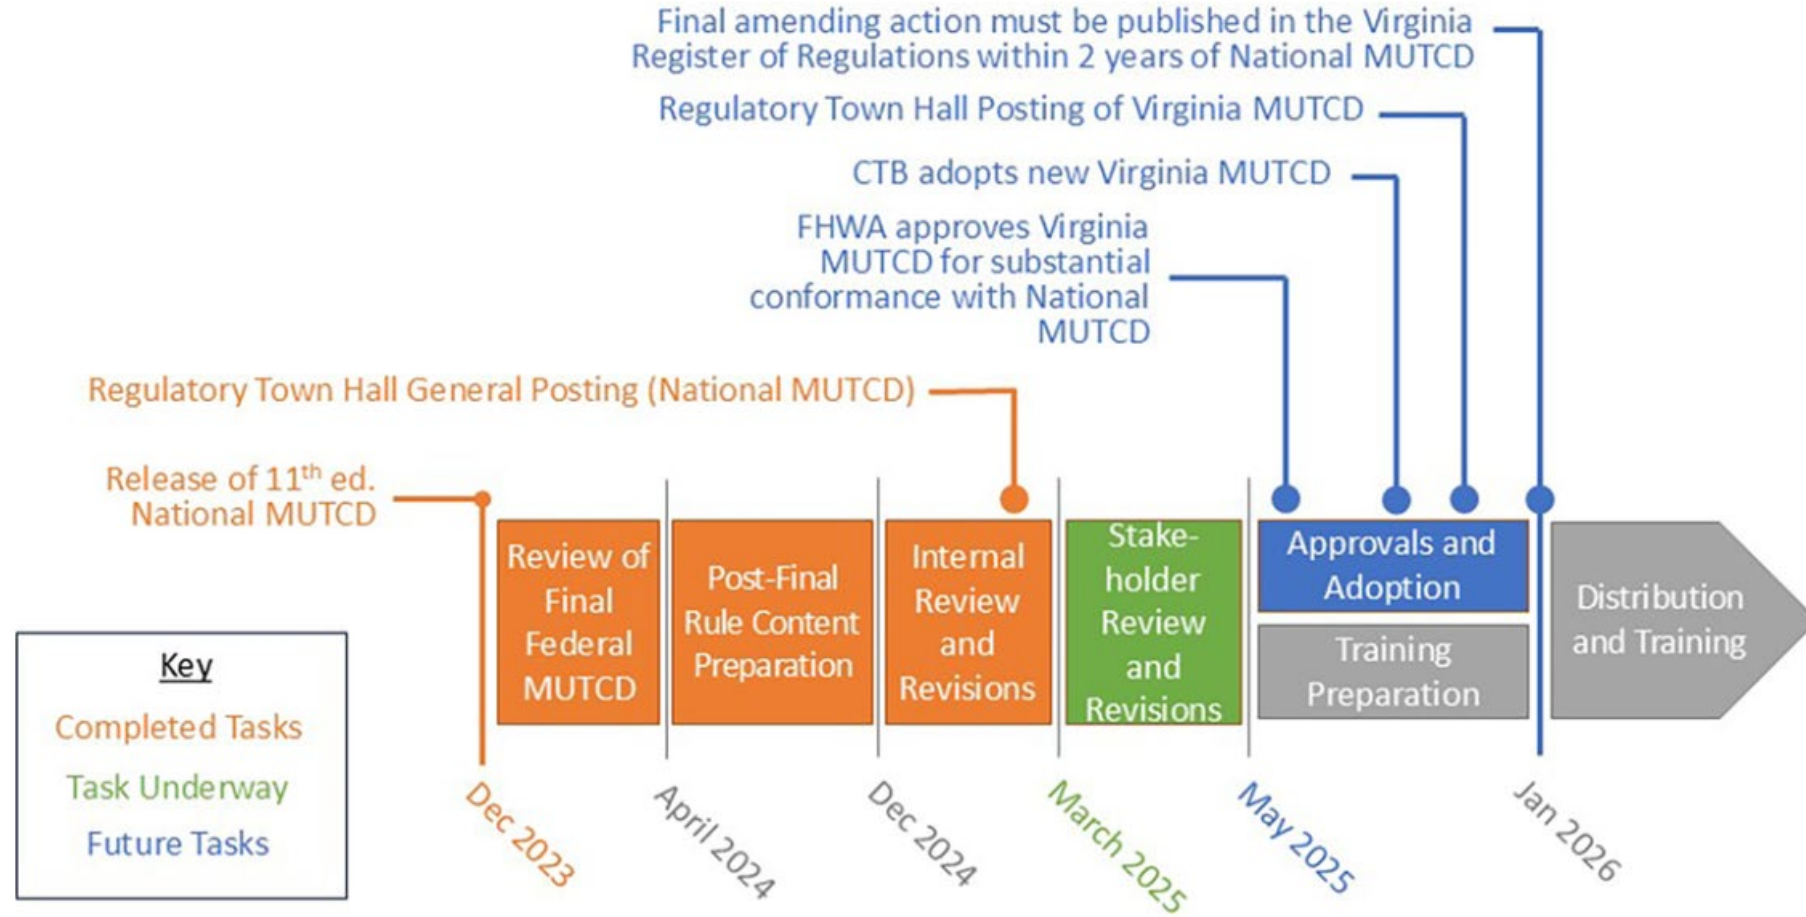 Final amending action must be published in the Virginia
Register of Regulations within 2 years of National MUTCD
Regulatory Town Hall Posting of Virginia MUTCD
CTB adopts new Virginia MUTCD
FHWA approves Virginia
MUTCD for substantial
conformance with National
MUTCD
Regulatory Town Hall General Posting (National MUTCD)
Release of 11th ed.
National MUTCD
Review of
Final
Federal
MUTCD
Post-Final
Rule Content
Preparation
Internal
Review
and
Revisions
Stake-
holder
Review
and
Revisions
Approvals and
Adoption
Training
Preparation
Distribution
and Training
Key
Completed Tasks
Task Underway
Future Tasks
Dec 2023
April 2024
Dec 2024
March 2025
May 2025
Jan 2026